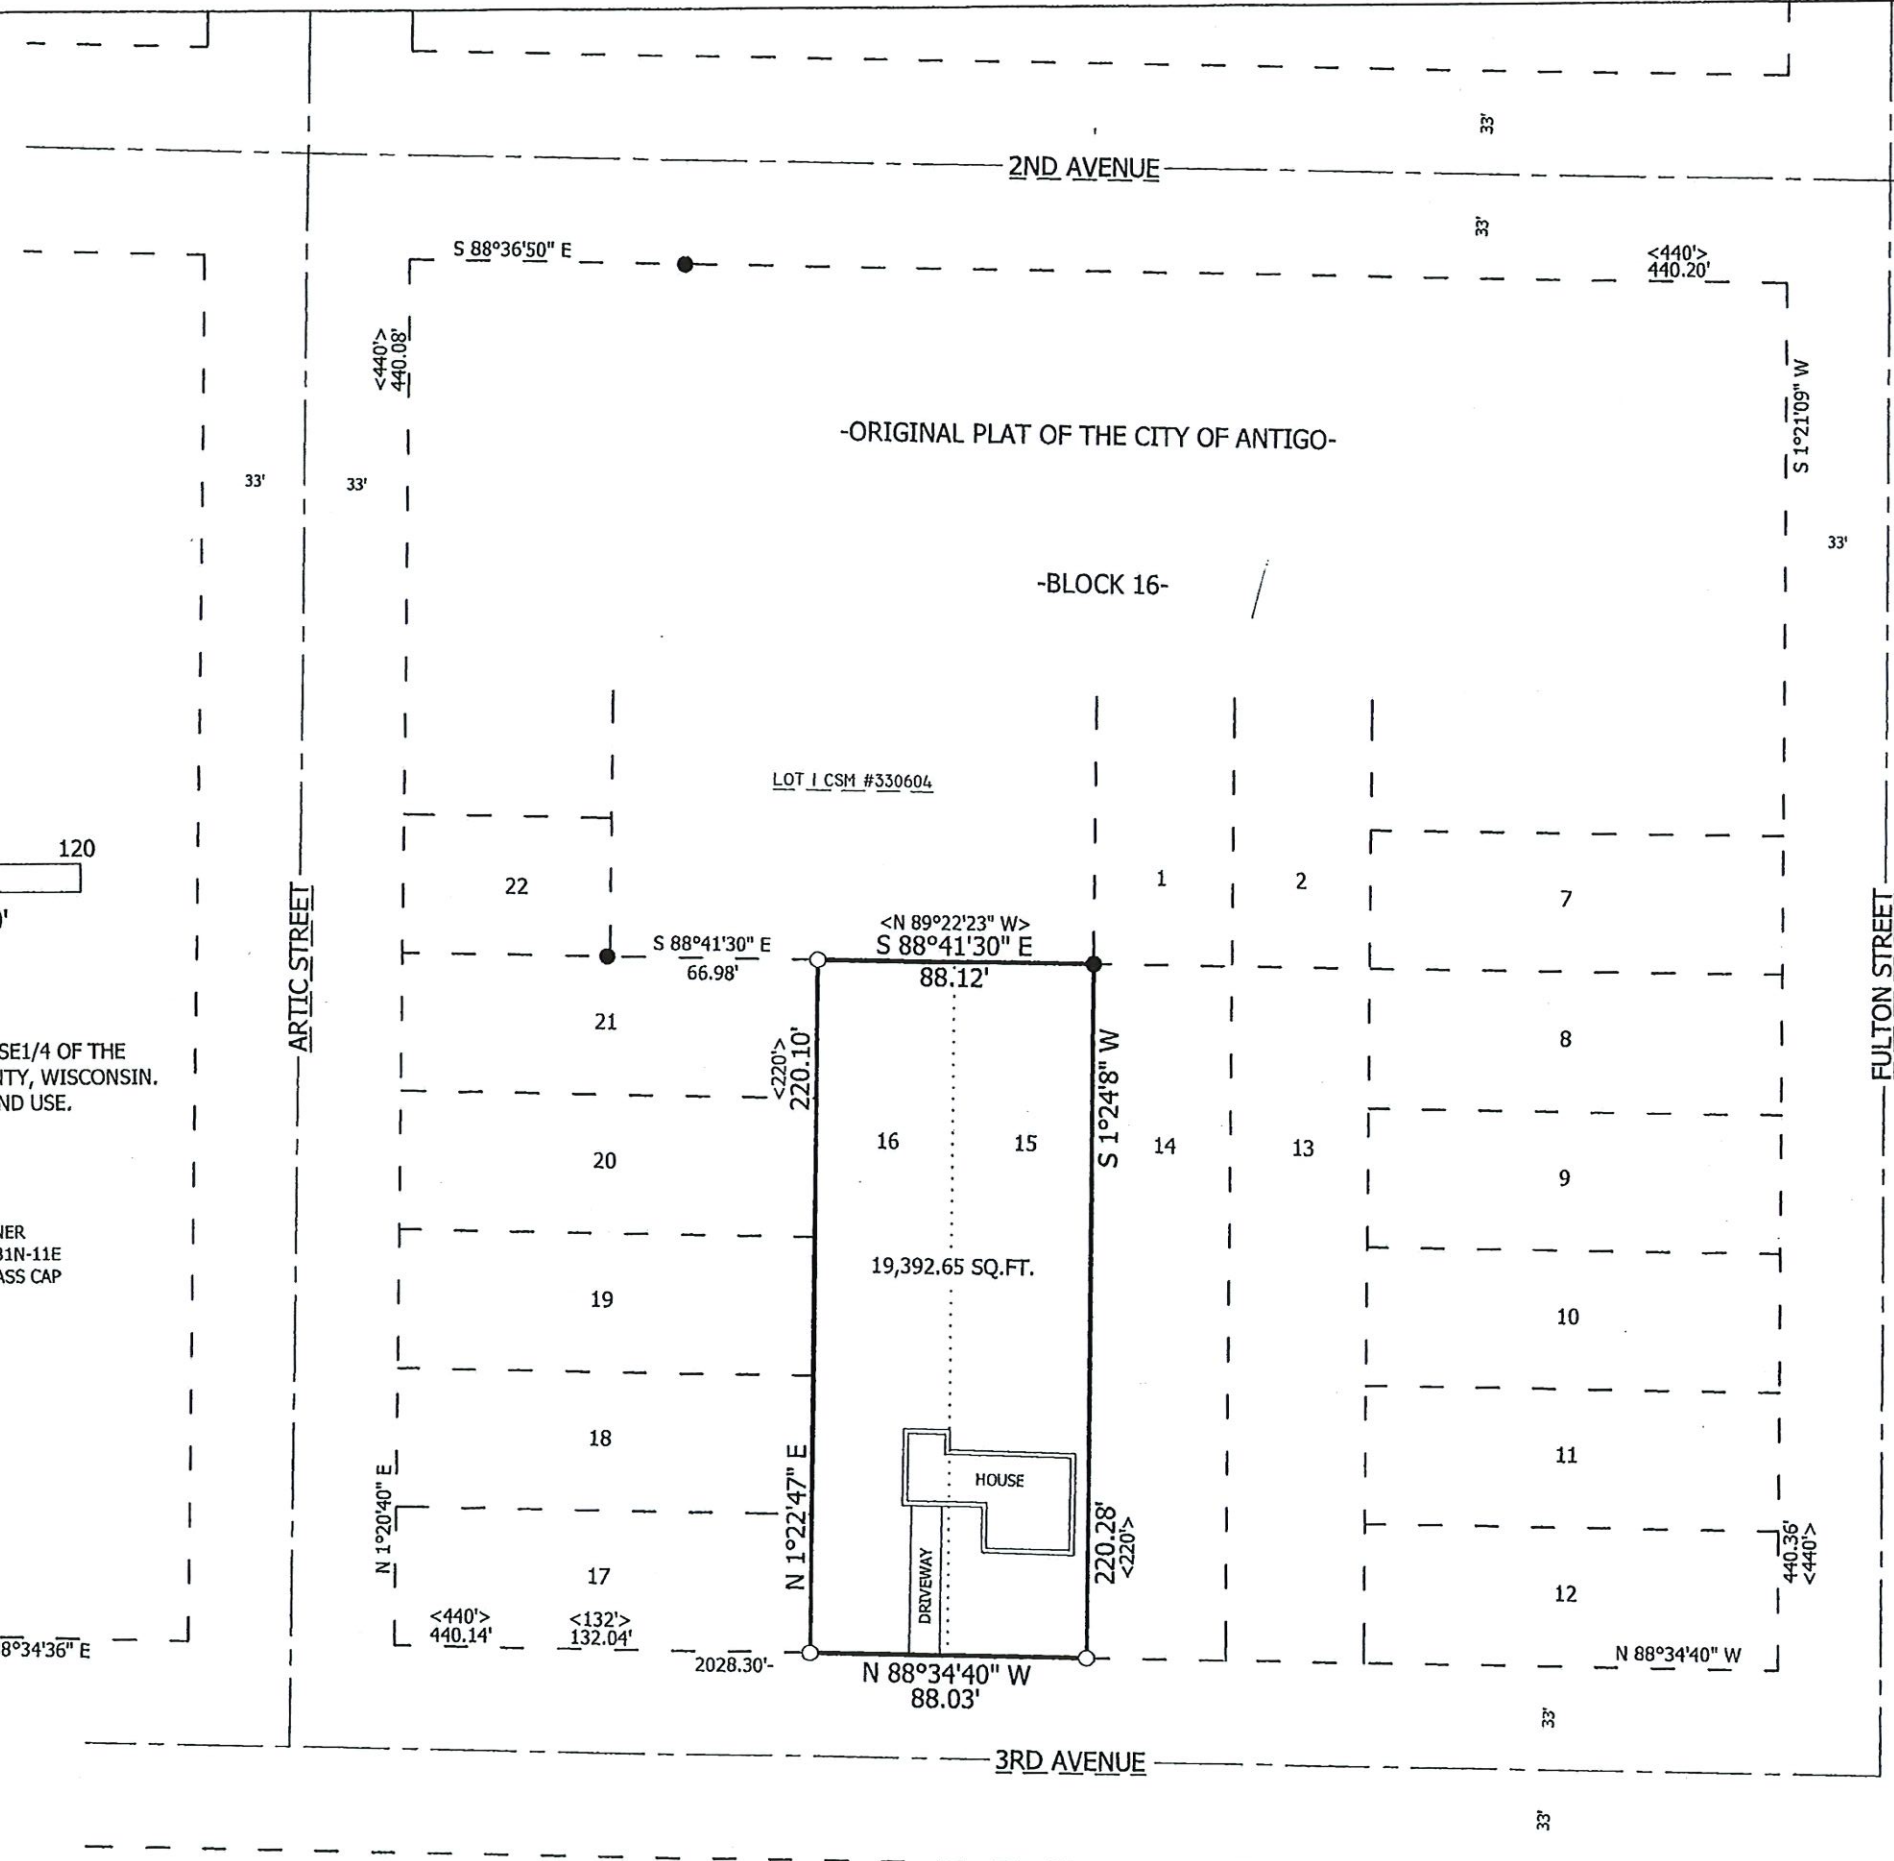 33'
2ND AVENUE
33'
S 88°36'50" E
<440'>
440.20'
<440'>
440.08'
S 1°21'09" W
-ORIGINAL PLAT OF THE CITY OF ANTIGO-
33'
33'
33'
-BLOCK 16-
LOT 1 CSM #330604
120
22
1
2
7
ARTIC STREET
FULTON STREET
<N 89°22'23" W>
S 88°41'30" E
88.12'
S 88°41'30" E
66.98'
21
8
SE1/4 OF THE
NTY, WISCONSIN.
ND USE.
<220'>
220.10'
S 1°24'8" W
16
15
14
13
20
9
NER
31N-11E
ASS CAP
19,392.65 SQ.FT.
19
10
18
11
HOUSE
N 1°20'40" E
N 1°22'47" E
220.28'
<220'>
440.36'
<440'>
17
DRIVEWAY
12
<440'>
440.14'
<132'>
132.04'
8°34'36" E
2028.30'-
N 88°34'40" W
88.03'
N 88°34'40" W
33'
3RD AVENUE
33'